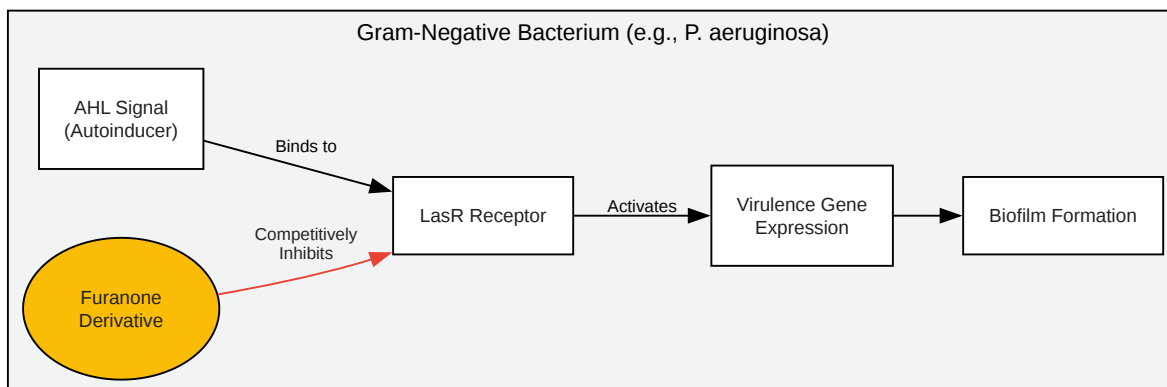 Gram-Negative Bacterium (e.g., P. aeruginosa)
AHL Signal
(Autoinducer)
Binds to
LasR Receptor
Activates
Virulence Gene
Expression
Biofilm Formation
Competitively
Inhibits
Furanone
Derivative